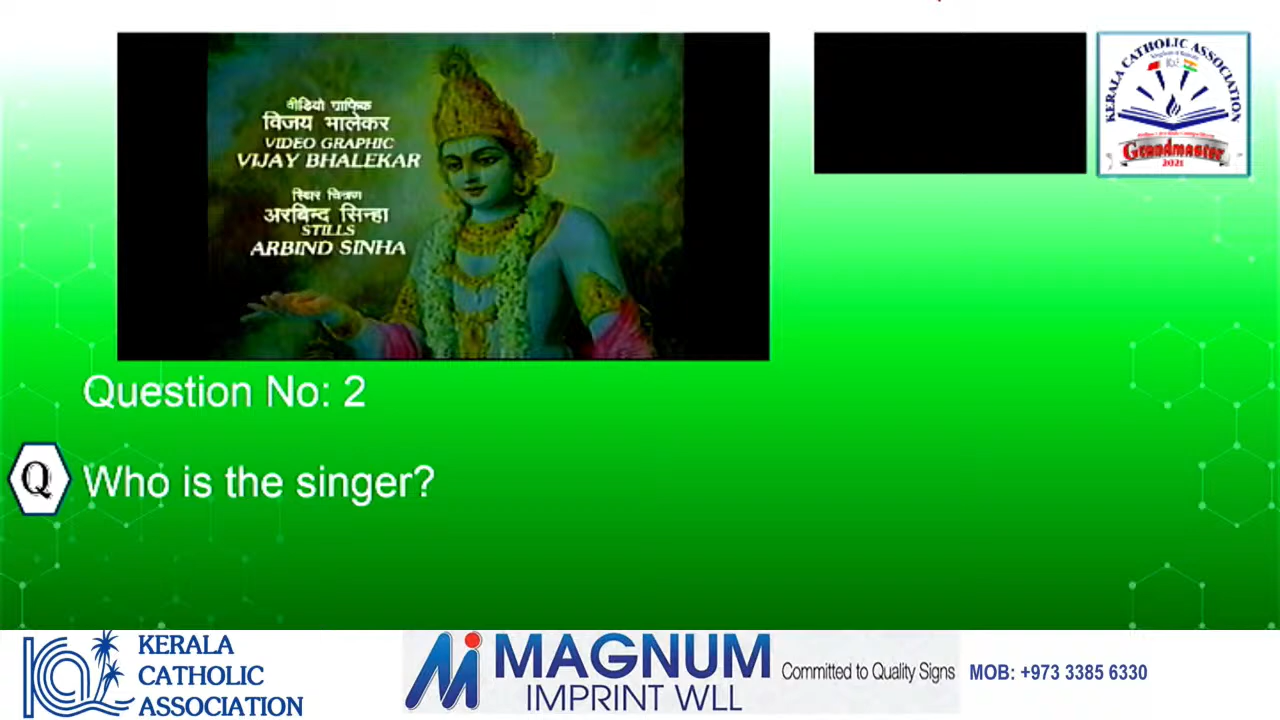 वीडियो ग्राफ़िक
विजय भालेकर
VIDEO GRAPHIC
VIJAY BHALEKAR
स्थिर चित्रण
अरबिन्द सिन्हा
STILLS
ARBIND SINHA
KERALA CATHOLIC ASSOCIATION
Grandmaster
2021
Question No: 2
Q Who is the singer?
KERALA
CATHOLIC
ASSOCIATION
MAGNUM
IMPRINT WLL
Committed to Quality Signs
MOB: +973 3385 6330